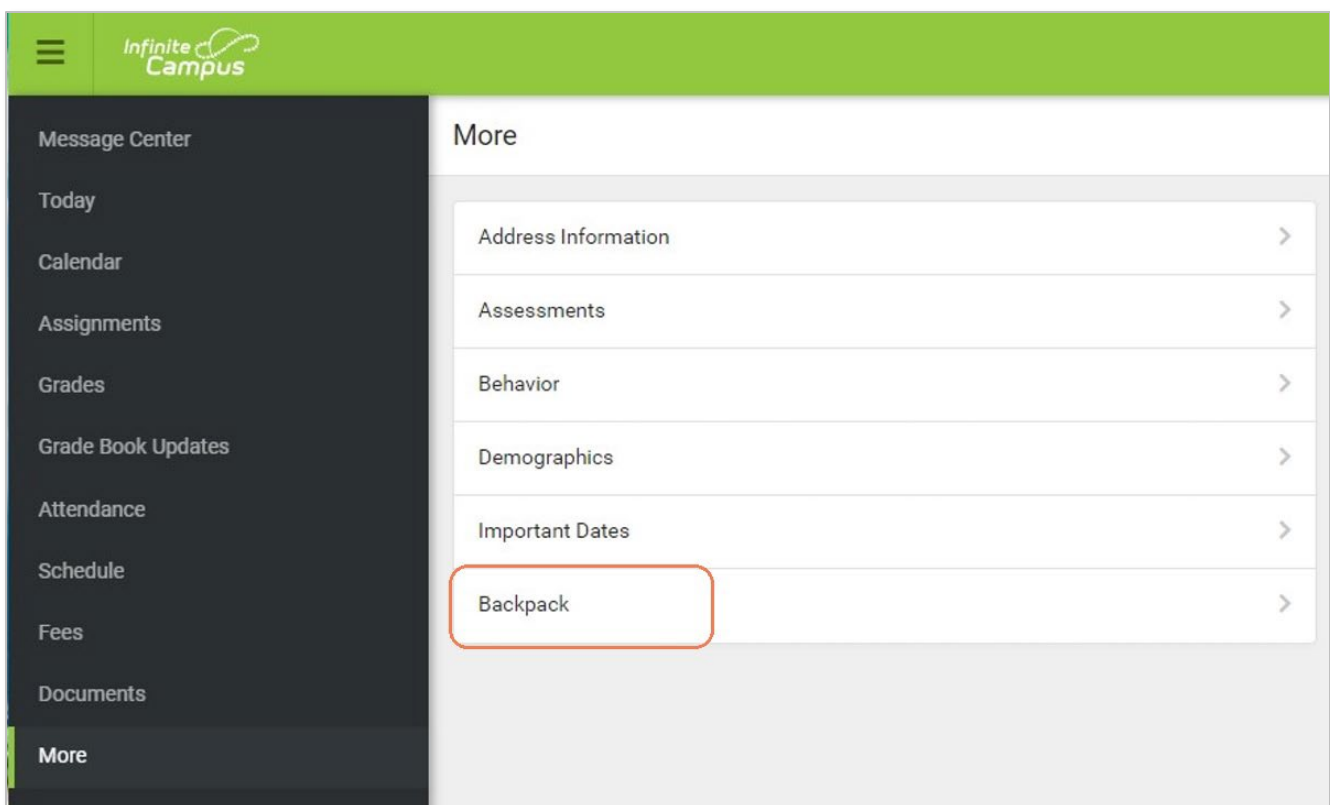 Infinite
Campus
Message Center
Today
Calendar
Assignments
Grades
Grade Book Updates
Attendance
Schedule
Fees
Documents
More
More
Address Information
Assessments
Behavior
Demographics
Important Dates
Backpack